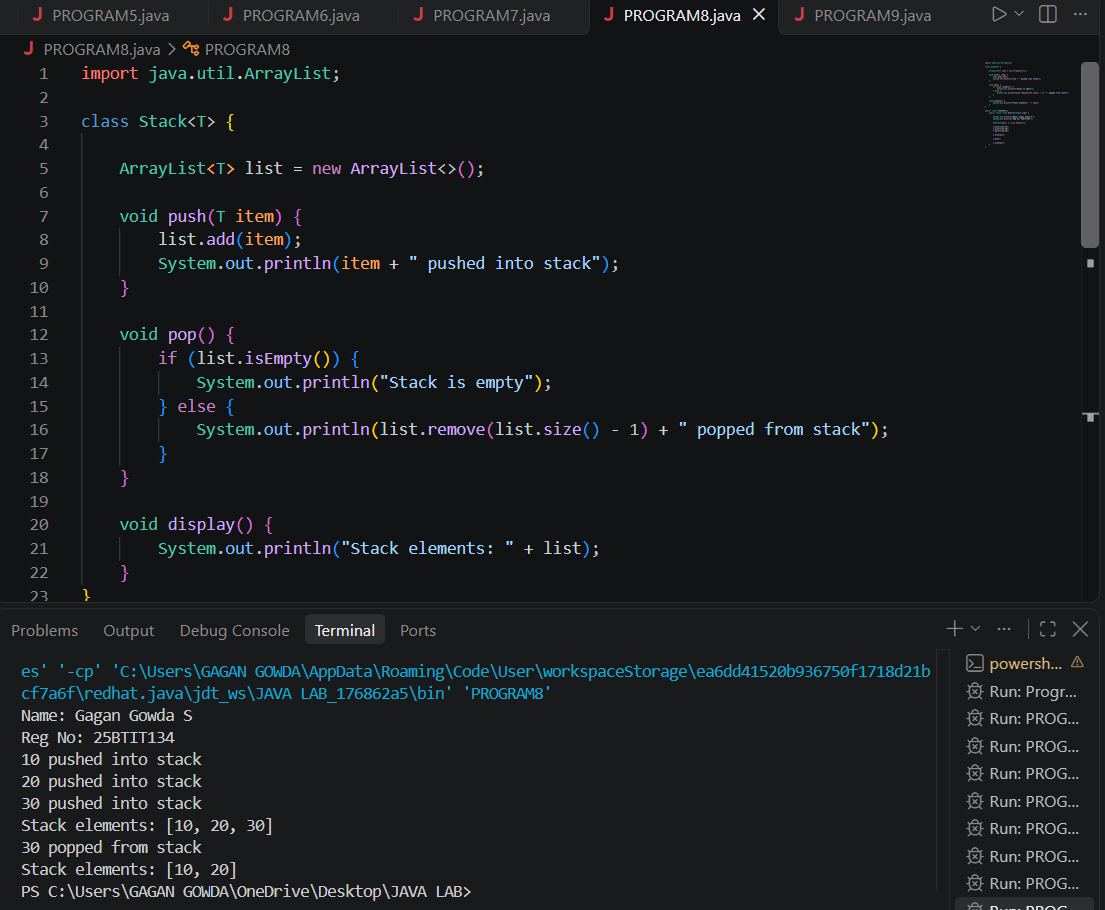 PROGRAM5.java
PROGRAM6.java
PROGRAM7.java
PROGRAM8.java
PROGRAM9.java
PROGRAM8.java > PROGRAM8
1 import java.util.ArrayList;
2
3 class Stack<T> {
4
5 ArrayList<T> list = new ArrayList<>();
6
7 void push(T item) {
8 list.add(item);
9 System.out.println(item + " pushed into stack");
10 }
11
12 void pop() {
13 if (list.isEmpty()) {
14 System.out.println("Stack is empty");
15 } else {
16 System.out.println(list.remove(list.size() - 1) + " popped from stack");
17 }
18 }
19
20 void display() {
21 System.out.println("Stack elements: " + list);
22 }
23 }
Problems Output Debug Console Terminal Ports
es' '-cp' 'C:\Users\GAGAN GOWDA\AppData\Roaming\Code\User\workspaceStorage\ea6dd41520b936750f1718d21b
cf7a6f\redhat.java\jdt_ws\JAVA LAB_176862a5\bin' 'PROGRAM8'
Name: Gagan Gowda S
Reg No: 25BTIT134
10 pushed into stack
20 pushed into stack
30 pushed into stack
Stack elements: [10, 20, 30]
30 popped from stack
Stack elements: [10, 20]
PS C:\Users\GAGAN GOWDA\OneDrive\Desktop\JAVA LAB>
powersh...
Run: Progr...
Run: PROG...
Run: PROG...
Run: PROG...
Run: PROG...
Run: PROG...
Run: PROG...
Run: PROG...
Run: PROG...